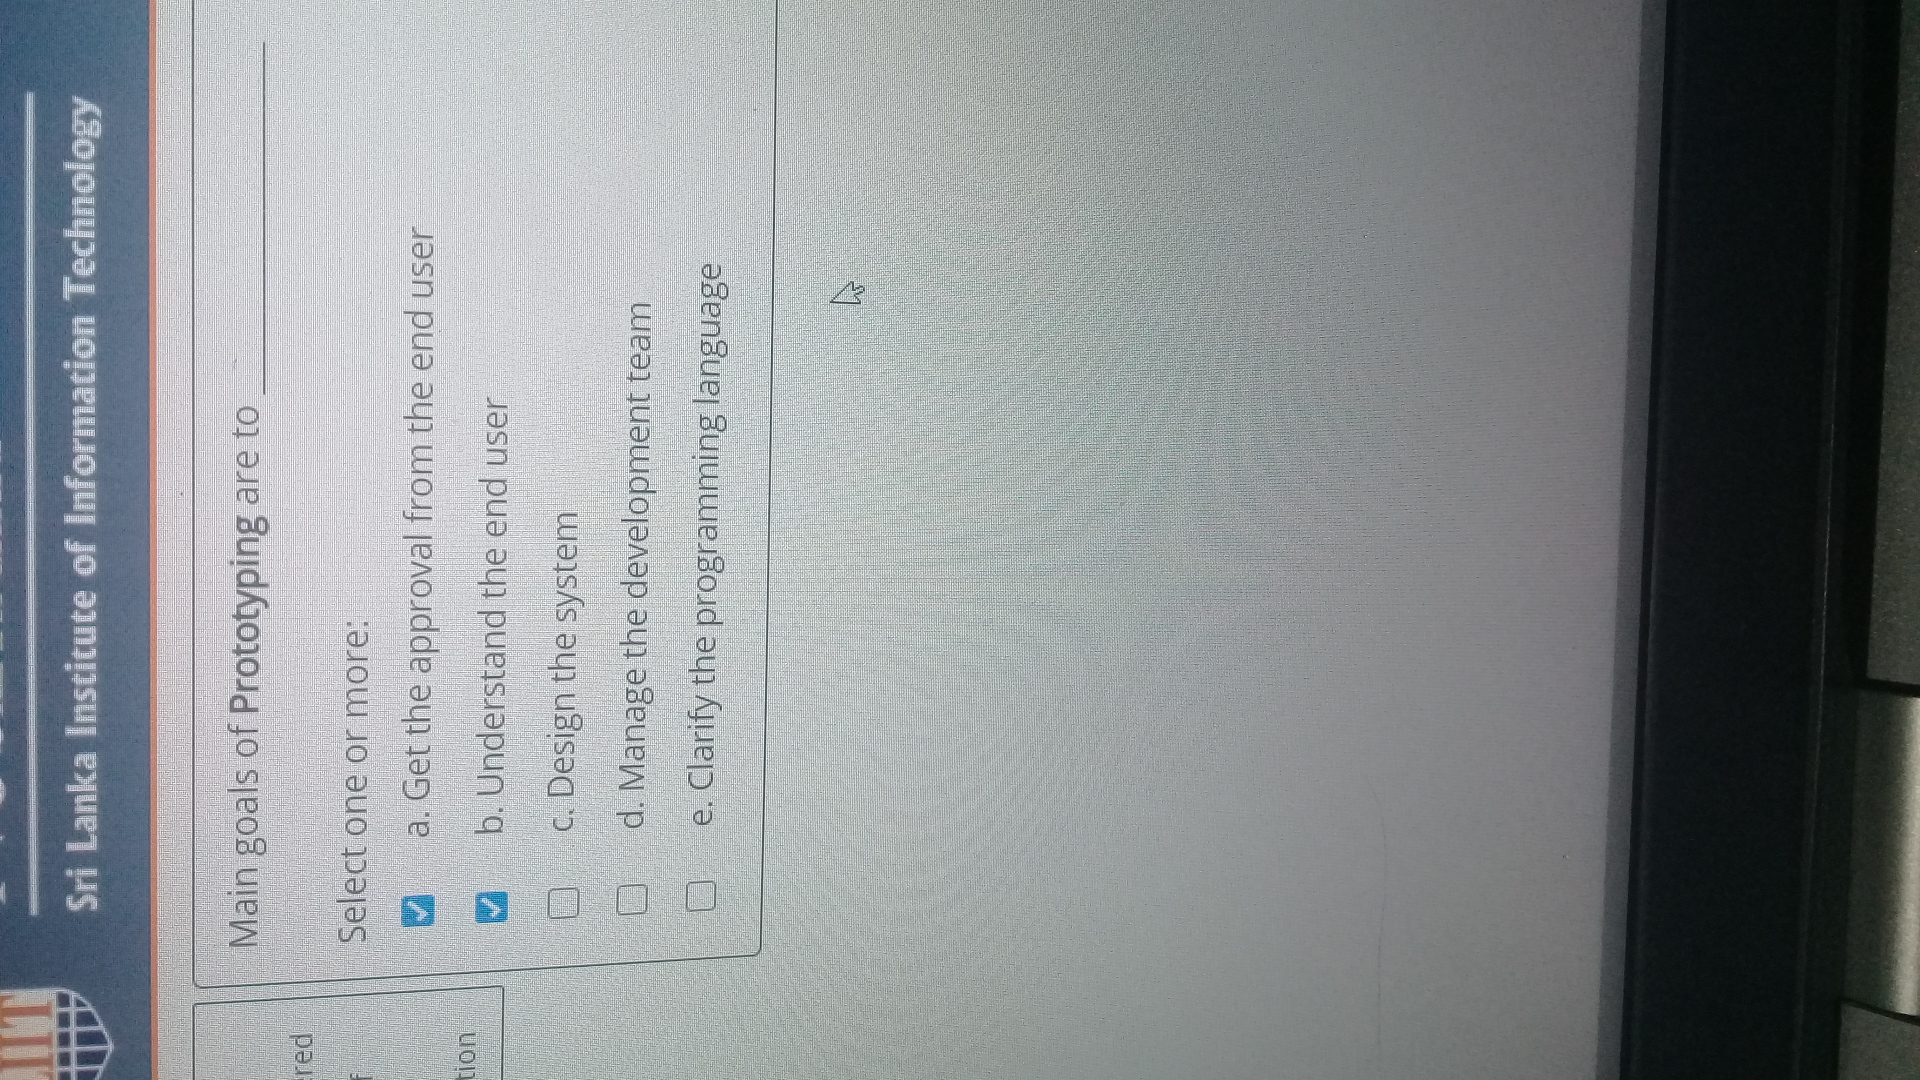 Sri Lanka Institute of Information Technology
Main goals of Prototyping are to
Select one or more:
a. Get the approval from the end user
b. Understand the end user
c. Design the system
d. Manage the development team
e. Clarify the programming language